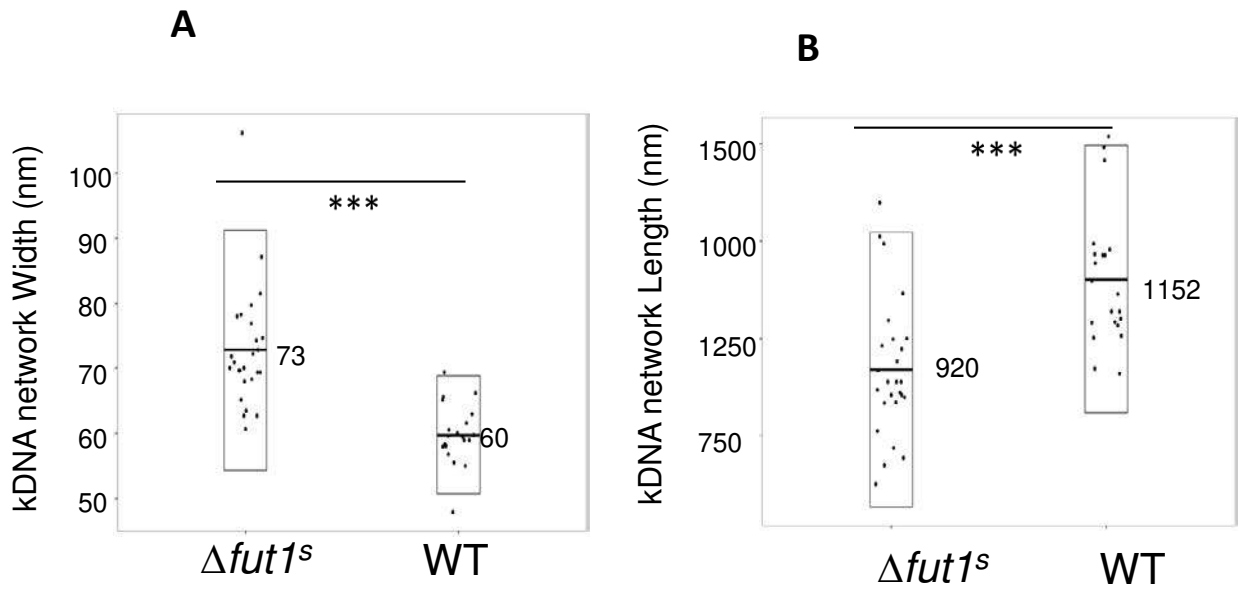 A
kDNA network Width (nm)
100
90
80
70
60
50
***
73
60
Δfut1ˢ
WT
B
kDNA network Length (nm)
1500
1000
1250
750
***
920
1152
Δfut1ˢ
WT